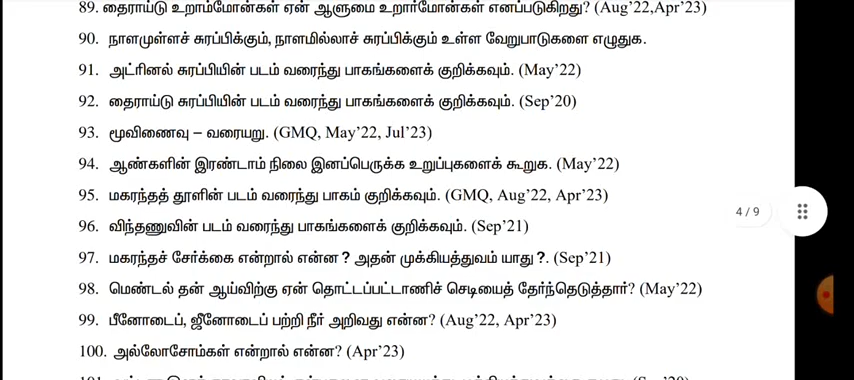 89. தைராய்டு உறாம்மோன்கள் ஏன் ஆளுமை உறார்மோன்கள் எனப்படுகிறது? (Aug'22,Apr'23)
90. நாளமுள்ளச் சுரப்பிக்கும், நாளமில்லாச் சுரப்பிக்கும் உள்ள வேறுபாடுகளை எழுதுக.
91. அட்ரினல் சுரப்பியின் படம் வரைந்து பாகங்களைக் குறிக்கவும். (May'22)
92. தைராய்டு சுரப்பியின் படம் வரைந்து பாகங்களைக் குறிக்கவும். (Sep'20)
93. மூவிணைவு – வரையறு. (GMQ, May'22, Jul'23)
94. ஆண்களின் இரண்டாம் நிலை இனப்பெருக்க உறுப்புகளைக் கூறுக. (May'22)
95. மகரந்தத் தூளின் படம் வரைந்து பாகம் குறிக்கவும். (GMQ, Aug'22, Apr'23)
4 / 9
96. விந்தணுவின் படம் வரைந்து பாகங்களைக் குறிக்கவும். (Sep'21)
97. மகரந்தச் சேர்க்கை என்றால் என்ன ? அதன் முக்கியத்துவம் யாது ?. (Sep'21)
98. மெண்டல் தன் ஆய்விற்கு ஏன் தொட்டப்பட்டாணிச் செடியைத் தேர்ந்தெடுத்தார்? (May'22)
99. பீனோடைப், ஜீனோடைப் பற்றி நீர் அறிவது என்ன? (Aug'22, Apr'23)
100. அல்லோசோம்கள் என்றால் என்ன? (Apr'23)